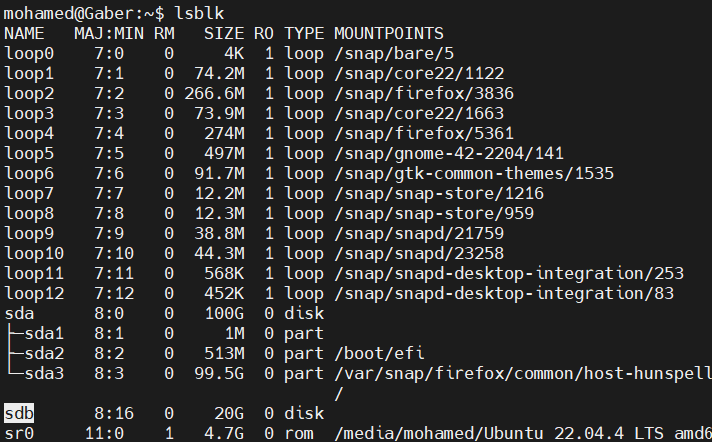 mohamed@Gaber:~$ lsblk
NAME   MAJ:MIN RM   SIZE RO TYPE MOUNTPOINTS
loop0    7:0    0     4K  1 loop /snap/bare/5
loop1    7:1    0  74.2M  1 loop /snap/core22/1122
loop2    7:2    0 266.6M  1 loop /snap/firefox/3836
loop3    7:3    0  73.9M  1 loop /snap/core22/1663
loop4    7:4    0   274M  1 loop /snap/firefox/5361
loop5    7:5    0   497M  1 loop /snap/gnome-42-2204/141
loop6    7:6    0  91.7M  1 loop /snap/gtk-common-themes/1535
loop7    7:7    0  12.2M  1 loop /snap/snap-store/1216
loop8    7:8    0  12.3M  1 loop /snap/snap-store/959
loop9    7:9    0  38.8M  1 loop /snap/snapd/21759
loop10   7:10   0  44.3M  1 loop /snap/snapd/23258
loop11   7:11   0   568K  1 loop /snap/snapd-desktop-integration/253
loop12   7:12   0   452K  1 loop /snap/snapd-desktop-integration/83
sda      8:0    0   100G  0 disk
├─sda1   8:1    0     1M  0 part
├─sda2   8:2    0   513M  0 part /boot/efi
└─sda3   8:3    0  99.5G  0 part /var/snap/firefox/common/host-hunspell
                                 /
sdb      8:16   0    20G  0 disk
sr0     11:0    1   4.7G  0 rom  /media/mohamed/Ubuntu 22.04.4 LTS amd6